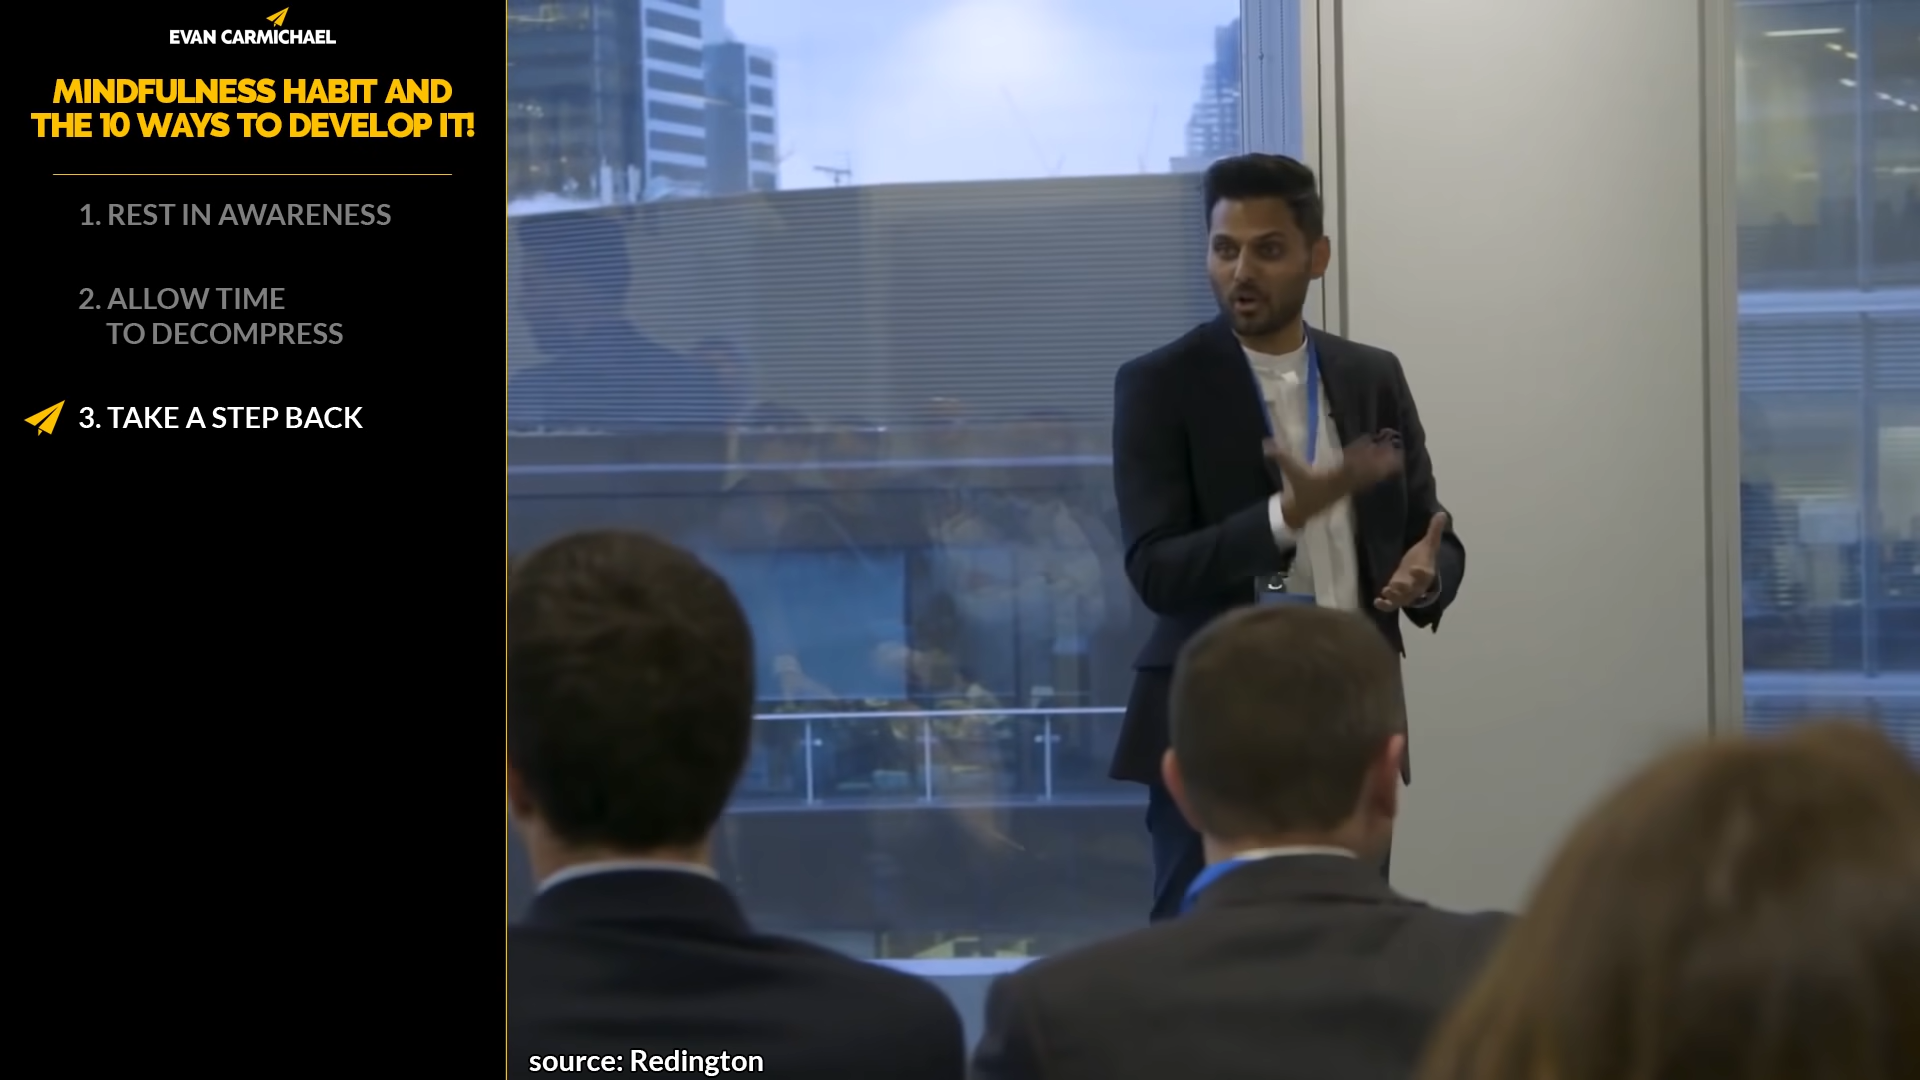 EVAN CARMICHAEL
MINDFULNESS HABIT AND
THE 10 WAYS TO DEVELOP IT!
1. REST IN AWARENESS
2. ALLOW TIME
TO DECOMPRESS
3. TAKE A STEP BACK
source: Redington